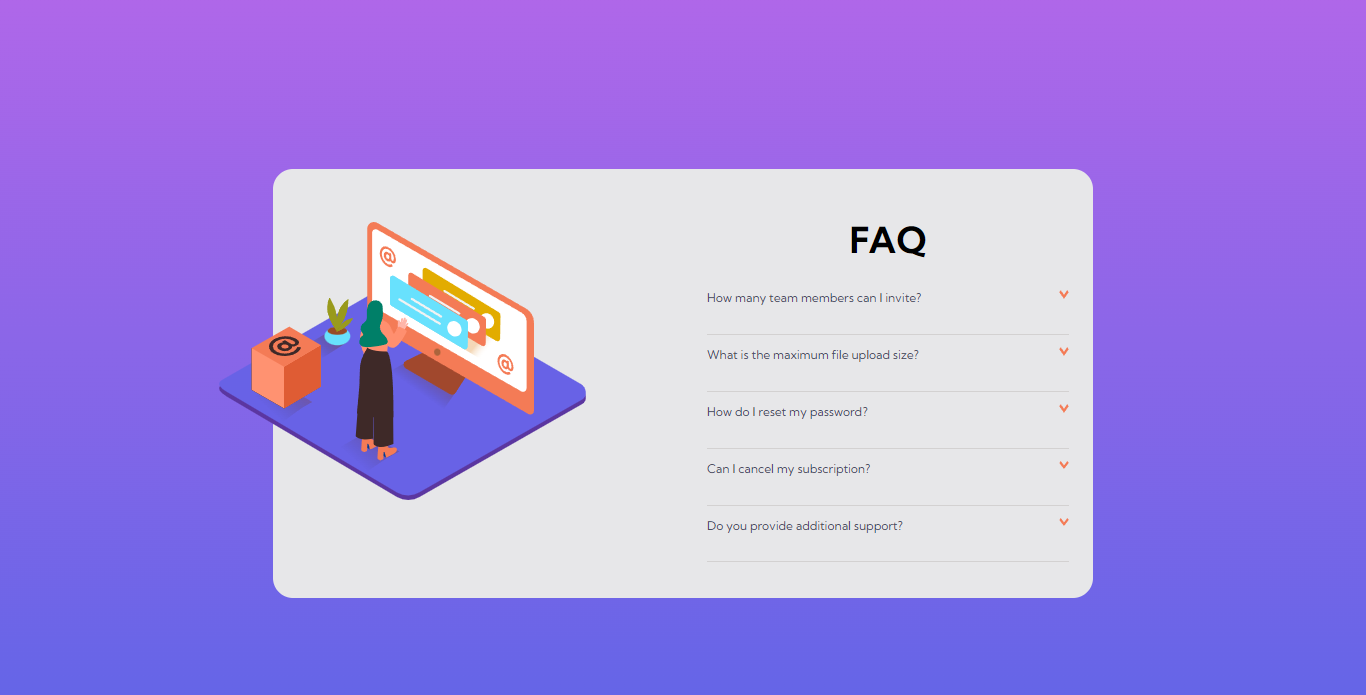 FAQ
How many team members can I invite?
What is the maximum file upload size?
How do I reset my password?
Can I cancel my subscription?
Do you provide additional support?
@
@
@